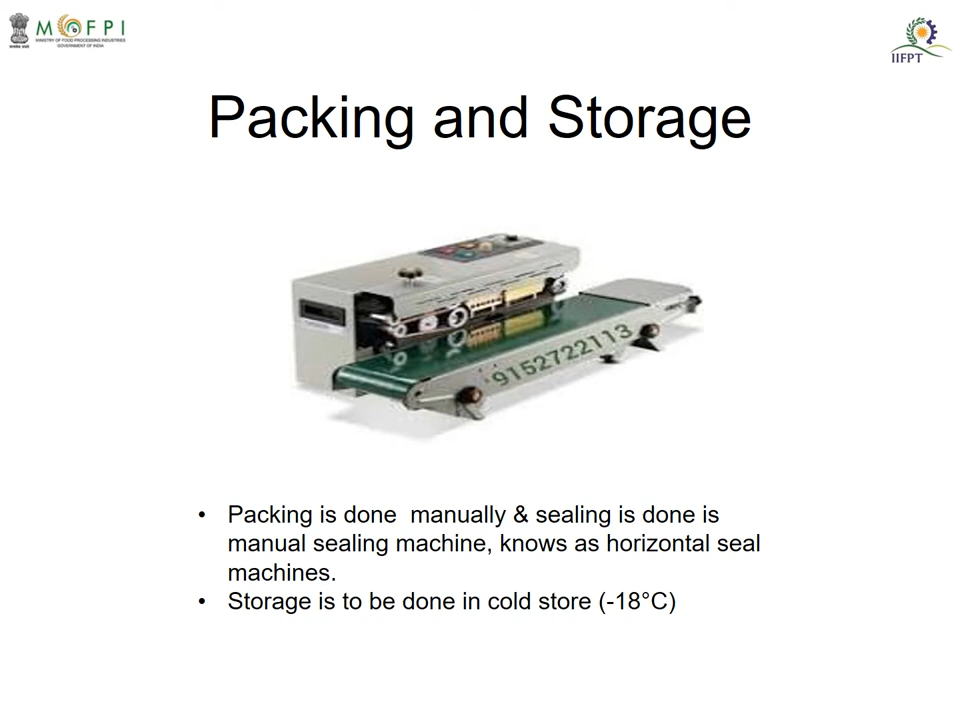 MOFPI
MINISTRY OF FOOD PROCESSING INDUSTRIES
GOVERNMENT OF INDIA
IIFPT
Packing and Storage
9152722113
• Packing is done  manually & sealing is done is
manual sealing machine, knows as horizontal seal
machines.
• Storage is to be done in cold store (-18°C)